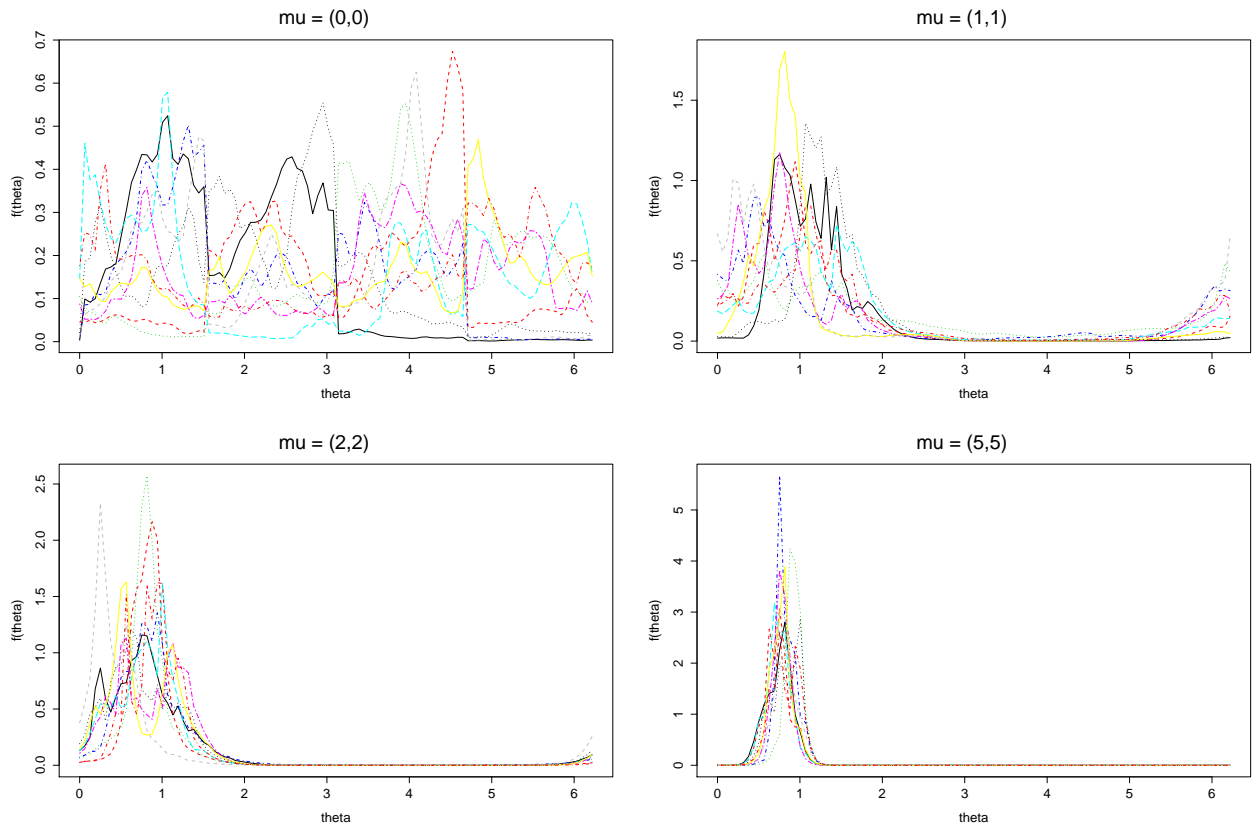 mu = (0,0)
f(theta)
0.0 0.1 0.2 0.3 0.4 0.5 0.6 0.7
0 1 2 3 4 5 6
theta
mu = (1,1)
f(theta)
0.0 0.5 1.0 1.5
0 1 2 3 4 5 6
theta
mu = (2,2)
f(theta)
0.0 0.5 1.0 1.5 2.0 2.5
0 1 2 3 4 5 6
theta
mu = (5,5)
f(theta)
0 1 2 3 4 5
0 1 2 3 4 5 6
theta